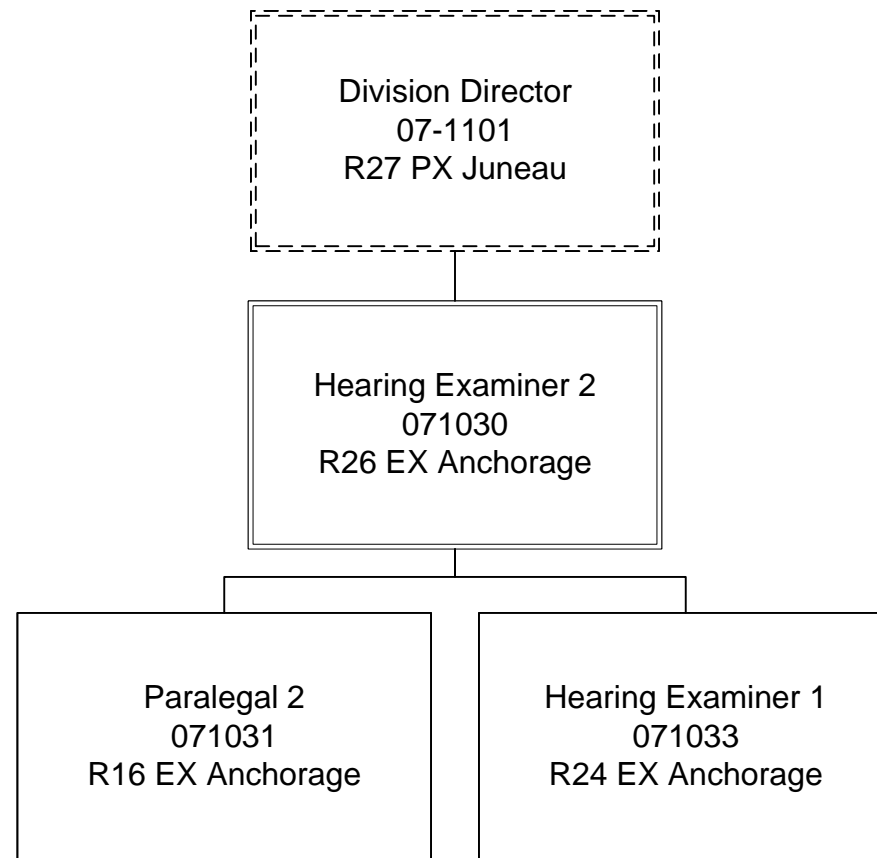 Division Director
07-1101
R27 PX Juneau
Hearing Examiner 2
071030
R26 EX Anchorage
Paralegal 2
071031
R16 EX Anchorage
Hearing Examiner 1
071033
R24 EX Anchorage